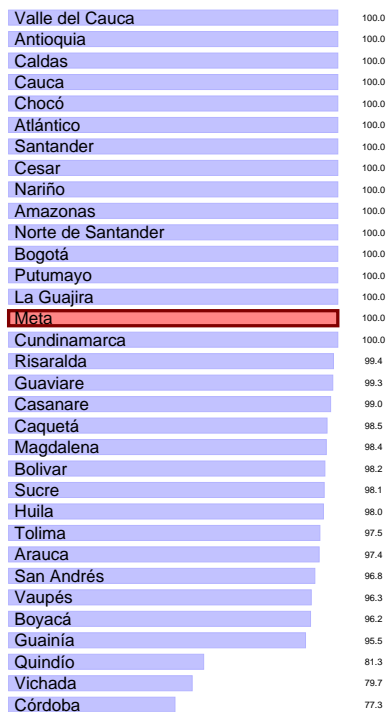 Valle del Cauca 100.0
Antioquia 100.0
Caldas 100.0
Cauca 100.0
Chocó 100.0
Atlántico 100.0
Santander 100.0
Cesar 100.0
Nariño 100.0
Amazonas 100.0
Norte de Santander 100.0
Bogotá 100.0
Putumayo 100.0
La Guajira 100.0
Meta 100.0
Cundinamarca 100.0
Risaralda 99.4
Guaviare 99.3
Casanare 99.0
Caquetá 98.5
Magdalena 98.4
Bolivar 98.2
Sucre 98.1
Huila 98.0
Tolima 97.5
Arauca 97.4
San Andrés 96.8
Vaupés 96.3
Boyacá 96.2
Guainía 95.5
Quindío 81.3
Vichada 79.7
Córdoba 77.3